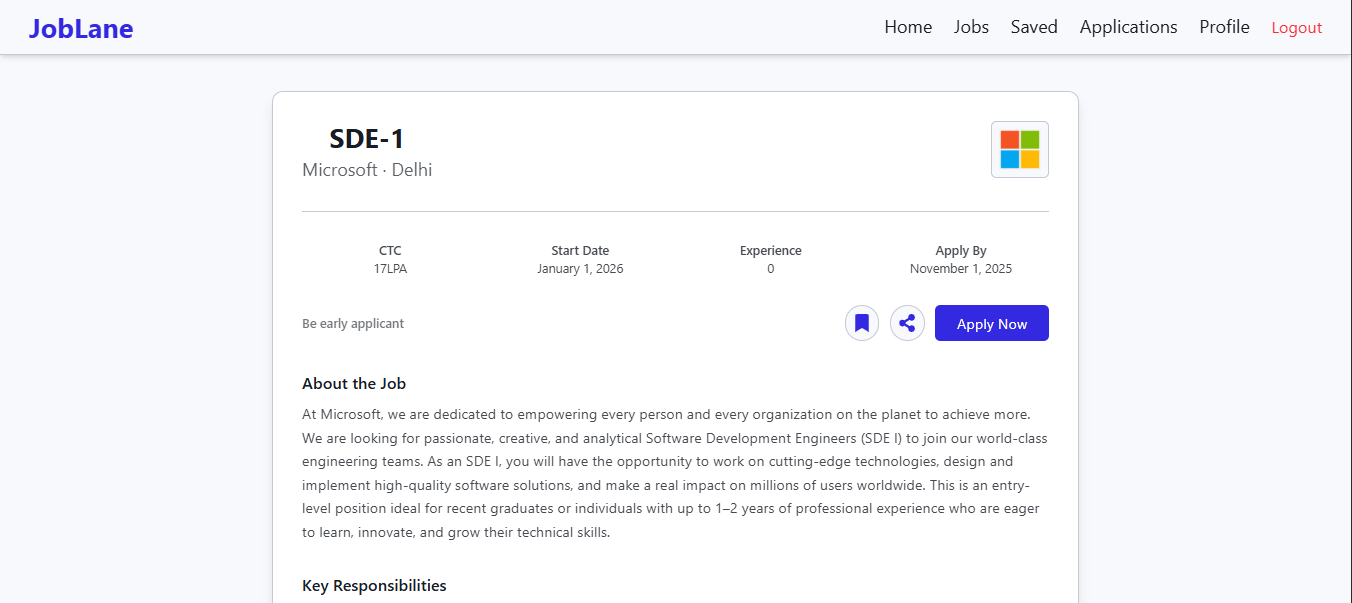 JobLane
Home Jobs Saved Applications Profile Logout
SDE-1
Microsoft · Delhi
CTC Start Date Experience Apply By
17LPA January 1, 2026 0 November 1, 2025
Be early applicant
Apply Now
About the Job
At Microsoft, we are dedicated to empowering every person and every organization on the planet to achieve more.
We are looking for passionate, creative, and analytical Software Development Engineers (SDE I) to join our world-class
engineering teams. As an SDE I, you will have the opportunity to work on cutting-edge technologies, design and
implement high-quality software solutions, and make a real impact on millions of users worldwide. This is an entry-
level position ideal for recent graduates or individuals with up to 1–2 years of professional experience who are eager
to learn, innovate, and grow their technical skills.
Key Responsibilities